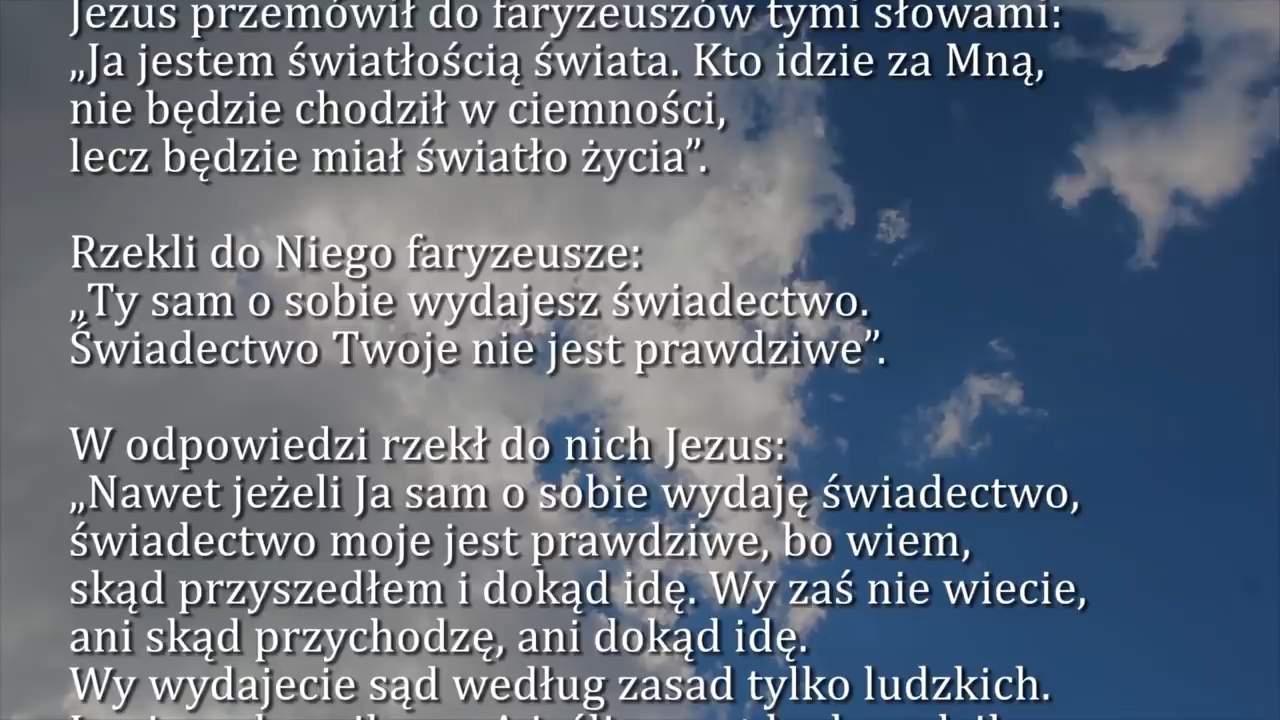 Jezus przemówił do faryzeuszów tymi słowami:
„Ja jestem światłością świata. Kto idzie za Mną,
nie będzie chodził w ciemności,
lecz będzie miał światło życia”.
Rzekli do Niego faryzeusze:
„Ty sam o sobie wydajesz świadectwo.
Świadectwo Twoje nie jest prawdziwe”.
W odpowiedzi rzekł do nich Jezus:
„Nawet jeżeli Ja sam o sobie wydaję świadectwo,
świadectwo moje jest prawdziwe, bo wiem,
skąd przyszedłem i dokąd idę. Wy zaś nie wiecie,
ani skąd przychodzę, ani dokąd idę.
Wy wydajecie sąd według zasad tylko ludzkich.